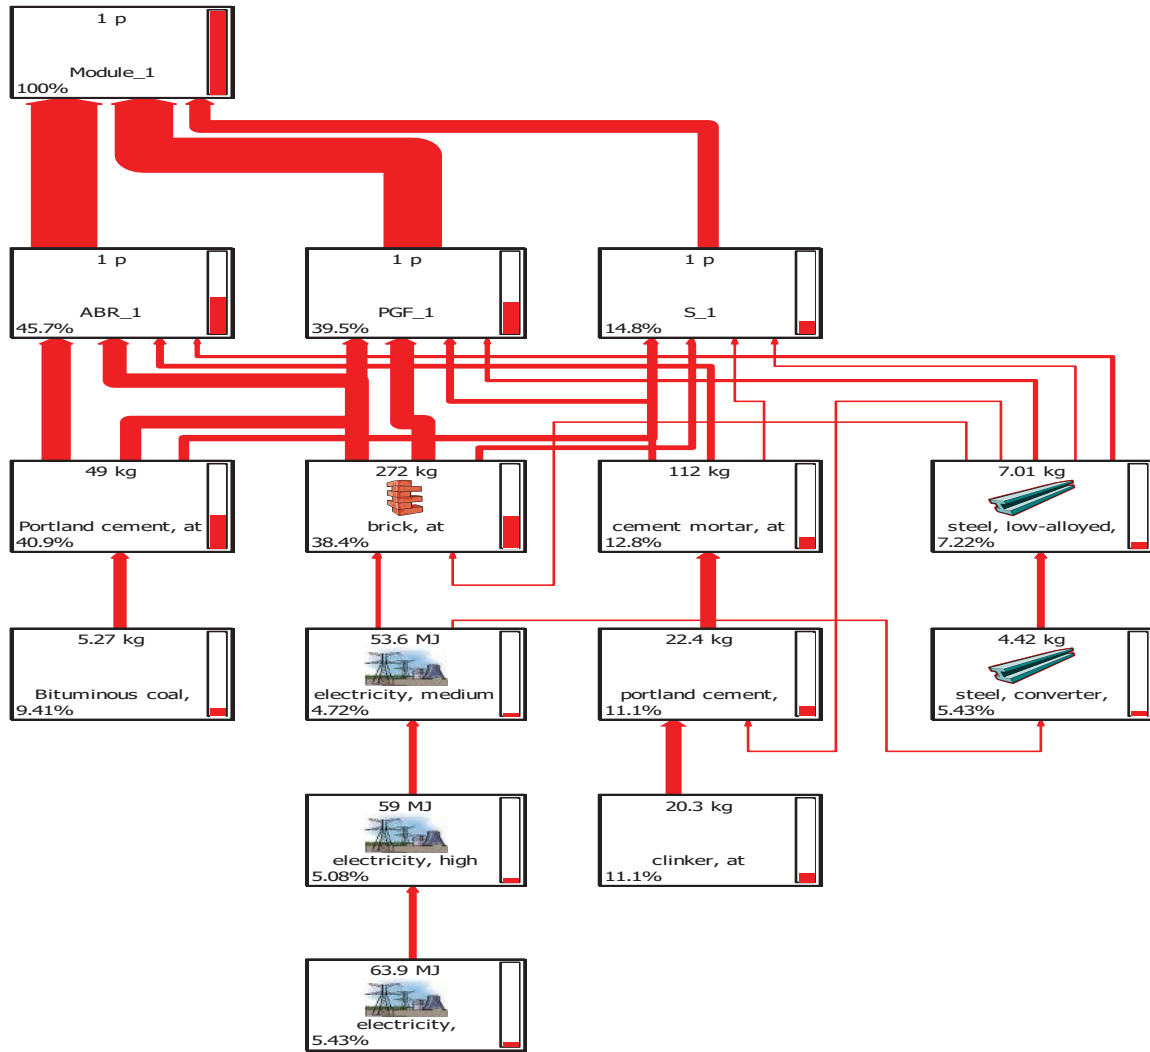 1 p
Module_1
100%
1 p
ABR_1
45.7%
1 p
PGF_1
39.5%
1 p
S_1
14.8%
49 kg
Portland cement, at
40.9%
272 kg
brick, at
38.4%
112 kg
cement mortar, at
12.8%
7.01 kg
steel, low-alloyed,
7.22%
5.27 kg
Bituminous coal,
9.41%
53.6 MJ
electricity, medium
4.72%
22.4 kg
portland cement,
11.1%
4.42 kg
steel, converter,
5.43%
59 MJ
electricity, high
5.08%
20.3 kg
clinker, at
11.1%
63.9 MJ
electricity,
5.43%